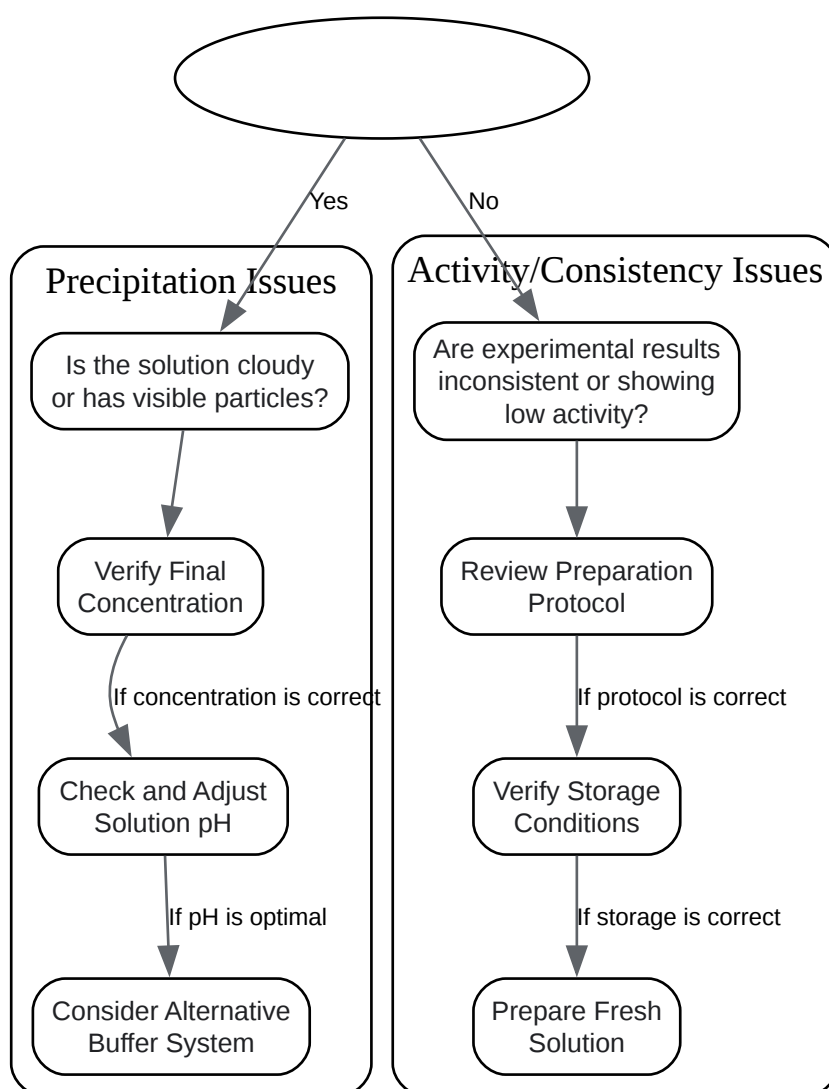 Yes
No
Precipitation Issues
Is the solution cloudy
or has visible particles?
Verify Final
Concentration
If concentration is correct
Check and Adjust
Solution pH
If pH is optimal
Consider Alternative
Buffer System
Activity/Consistency Issues
Are experimental results
inconsistent or showing
low activity?
Review Preparation
Protocol
If protocol is correct
Verify Storage
Conditions
If storage is correct
Prepare Fresh
Solution